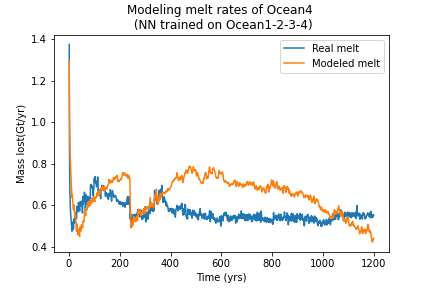 Modeling melt rates of Ocean4
(NN trained on Ocean1-2-3-4)
Real melt
Modeled melt
Mass lost(Gt/yr)
1.4
1.2
1.0
0.8
0.6
0.4
0
200
400
600
800
1000
1200
Time (yrs)